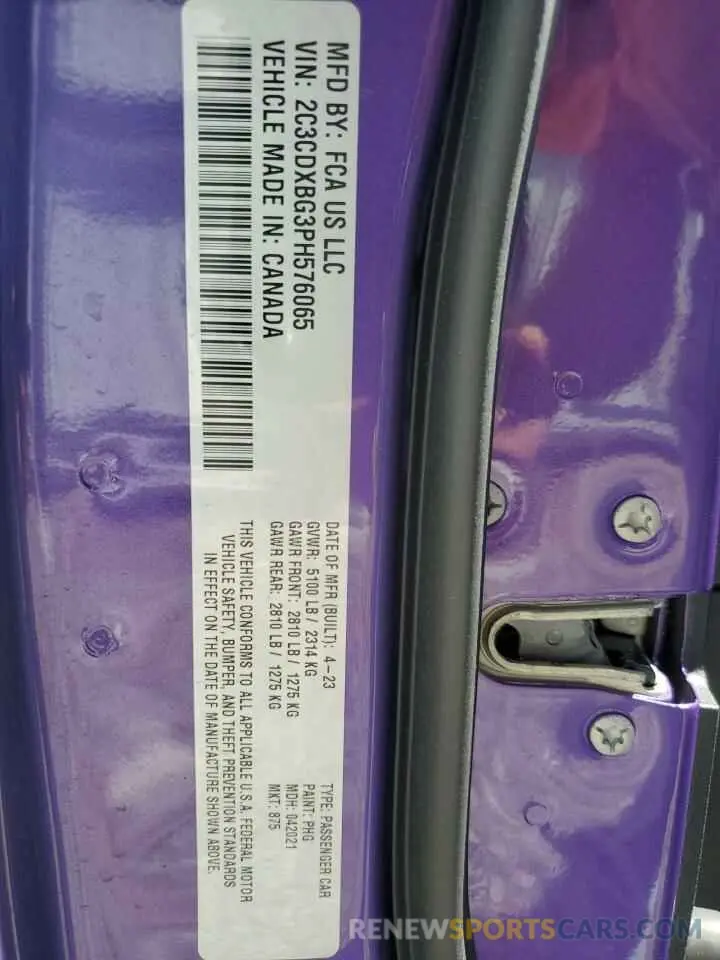 MFD BY: FCA US LLC
VIN: 2C3CDXBG3PH576065
VEHICLE MADE IN: CANADA
DATE OF MFR (BUILT): 4-23
GVWR: 5100 LB / 2314 KG
GAWR FRONT: 2810 LB / 1275 KG
GAWR REAR: 2810 LB / 1275 KG
TYPE: PASSENGER CAR
PAINT: PHG
MDH: 042021
MKT: 875
THIS VEHICLE CONFORMS TO ALL APPLICABLE U.S.A. FEDERAL MOTOR
VEHICLE SAFETY, BUMPER, AND THEFT PREVENTION STANDARDS
IN EFFECT ON THE DATE OF MANUFACTURE SHOWN ABOVE.
RENEWSPORTSCARS.COM